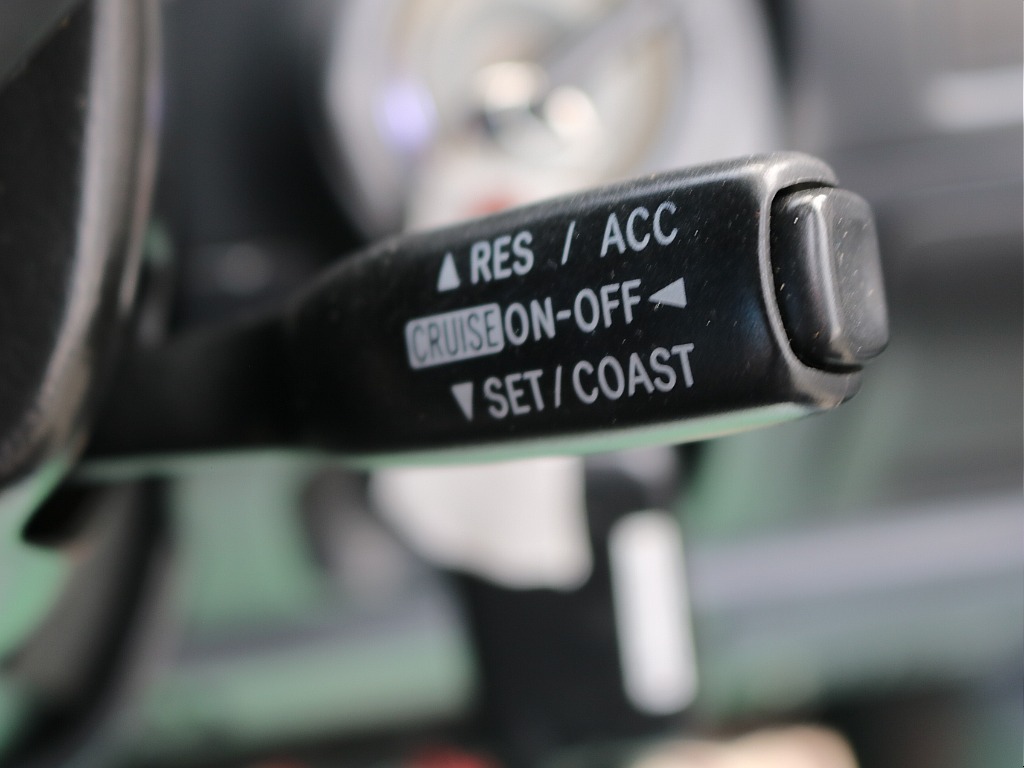 ▲ RES / ACC
CRUISE ON-OFF ◀
▼ SET / COAST